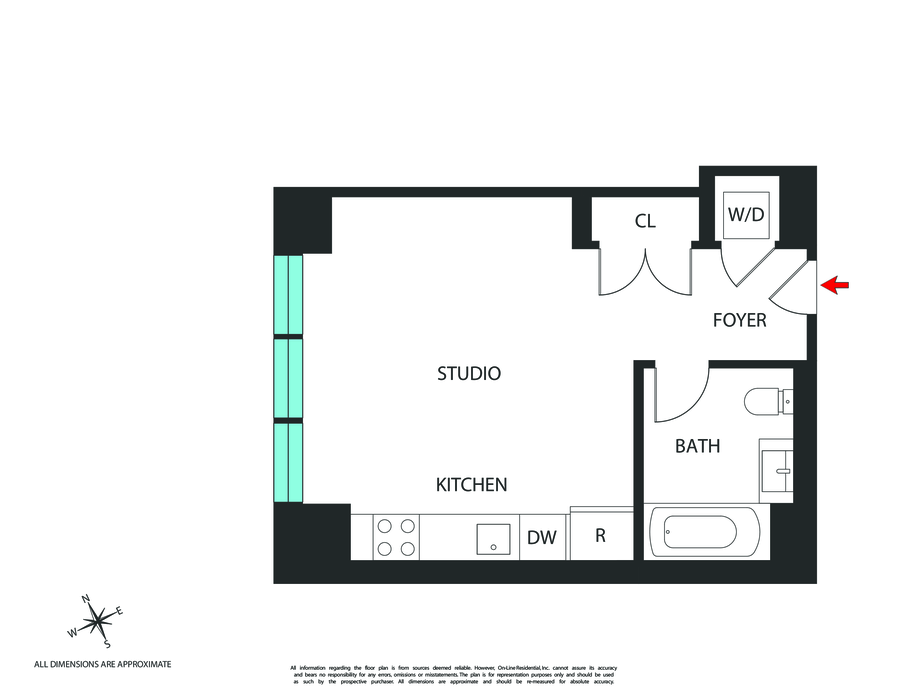 CL
W/D
FOYER
STUDIO
BATH
KITCHEN
DW
R
N
E
W
S
ALL DIMENSIONS ARE APPROXIMATE
All information regarding the floor plan is from sources deemed reliable. However, On-Line Residential, Inc. cannot assure its accuracy
and bears no responsibility for any errors, omissions or misstatements. The plan is for representation purposes only and should be used
as such by the prospective purchaser. All dimensions are approximate and should be re-measured for absolute accuracy.